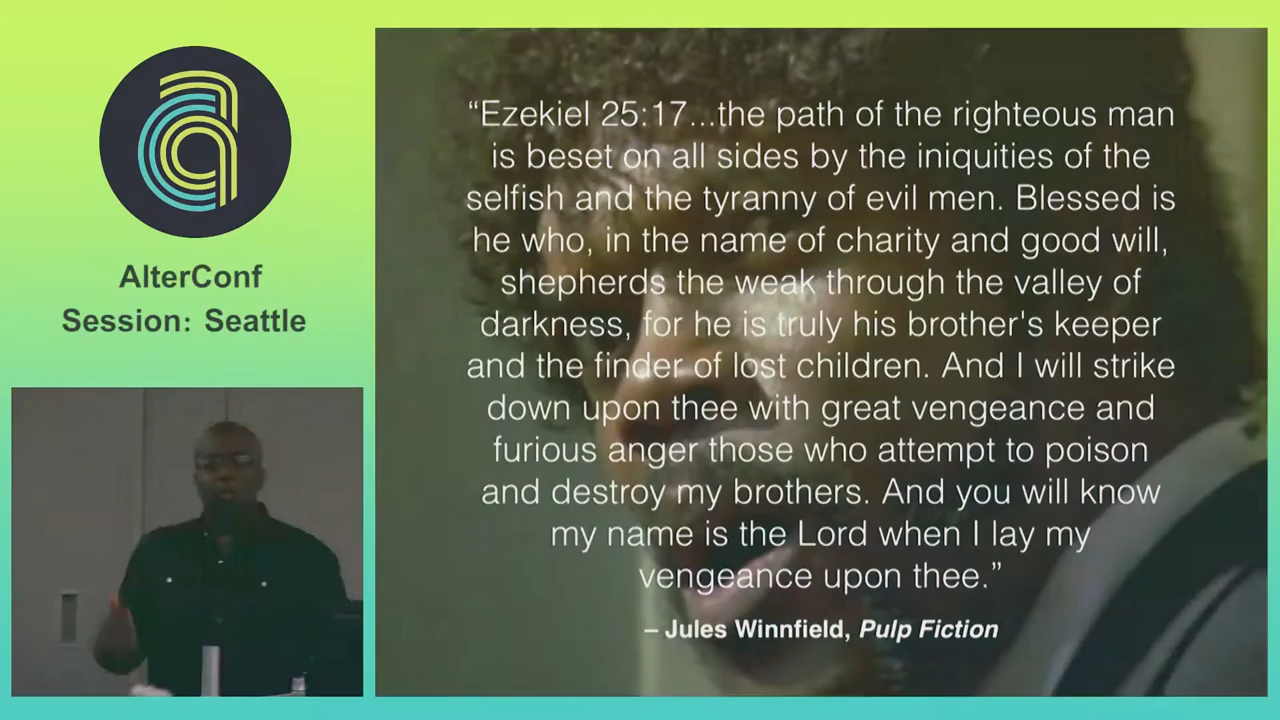 AlterConf
Session: Seattle
“Ezekiel 25:17...the path of the righteous man
is beset on all sides by the iniquities of the
selfish and the tyranny of evil men. Blessed is
he who, in the name of charity and good will,
shepherds the weak through the valley of
darkness, for he is truly his brother's keeper
and the finder of lost children. And I will strike
down upon thee with great vengeance and
furious anger those who attempt to poison
and destroy my brothers. And you will know
my name is the Lord when I lay my
vengeance upon thee.”
– Jules Winnfield, Pulp Fiction